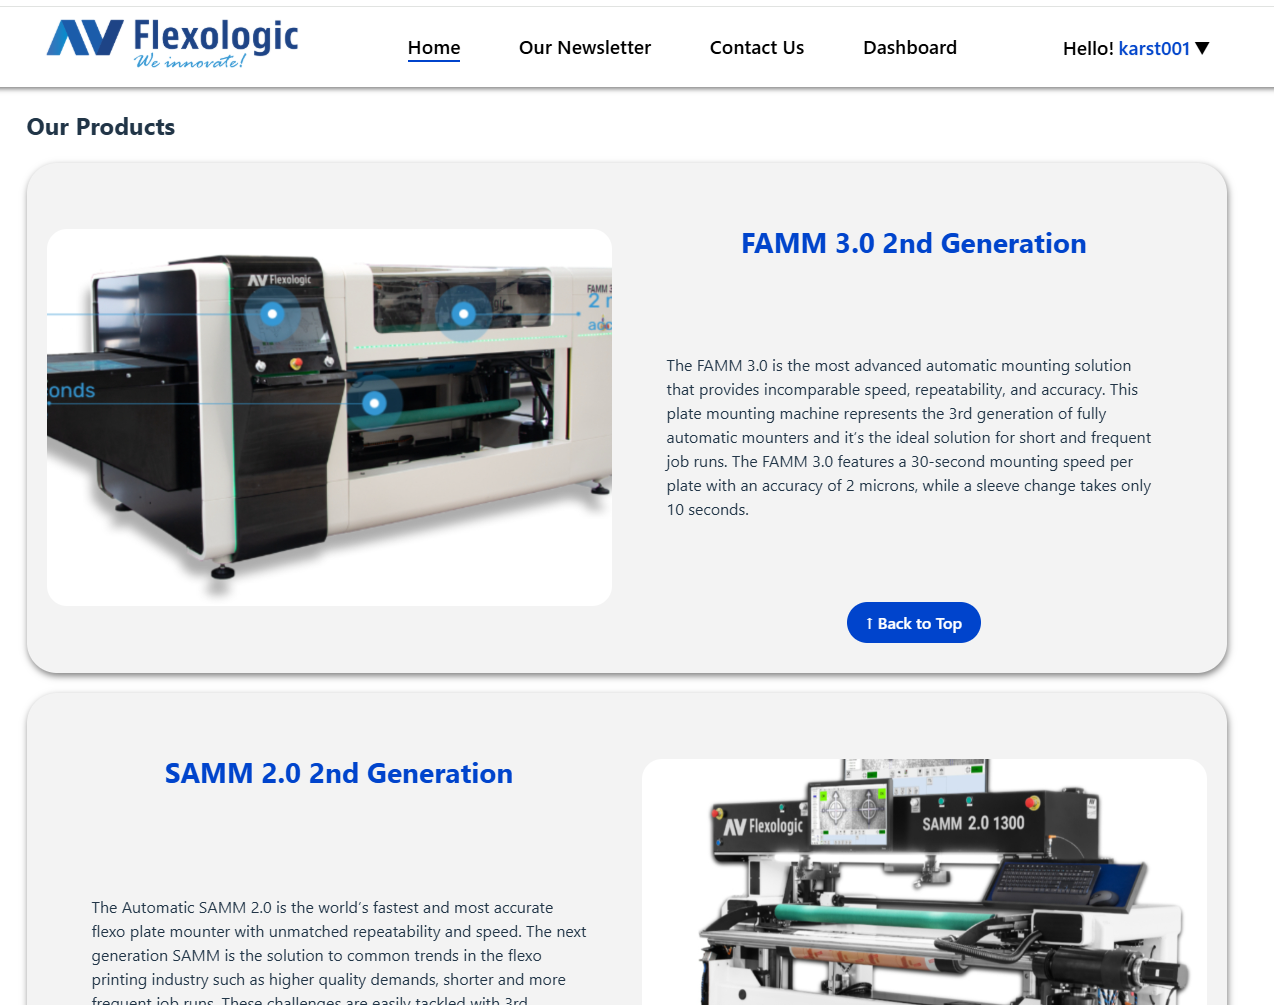 AV Flexologic
We innovate!
Home
Our Newsletter
Contact Us
Dashboard
Hello! karst001 ▼
Our Products
AV Flexologic
FAMM 3
2
onds
FAMM 3.0 2nd Generation
The FAMM 3.0 is the most advanced automatic mounting solution
that provides incomparable speed, repeatability, and accuracy. This
plate mounting machine represents the 3rd generation of fully
automatic mounters and it’s the ideal solution for short and frequent
job runs. The FAMM 3.0 features a 30-second mounting speed per
plate with an accuracy of 2 microns, while a sleeve change takes only
10 seconds.
↑ Back to Top
SAMM 2.0 2nd Generation
The Automatic SAMM 2.0 is the world’s fastest and most accurate
flexo plate mounter with unmatched repeatability and speed. The next
generation SAMM is the solution to common trends in the flexo
printing industry such as higher quality demands, shorter and more
frequent job runs. These challenges are easily tackled with 3rd
AV Flexologic
SAMM 2.0 1300